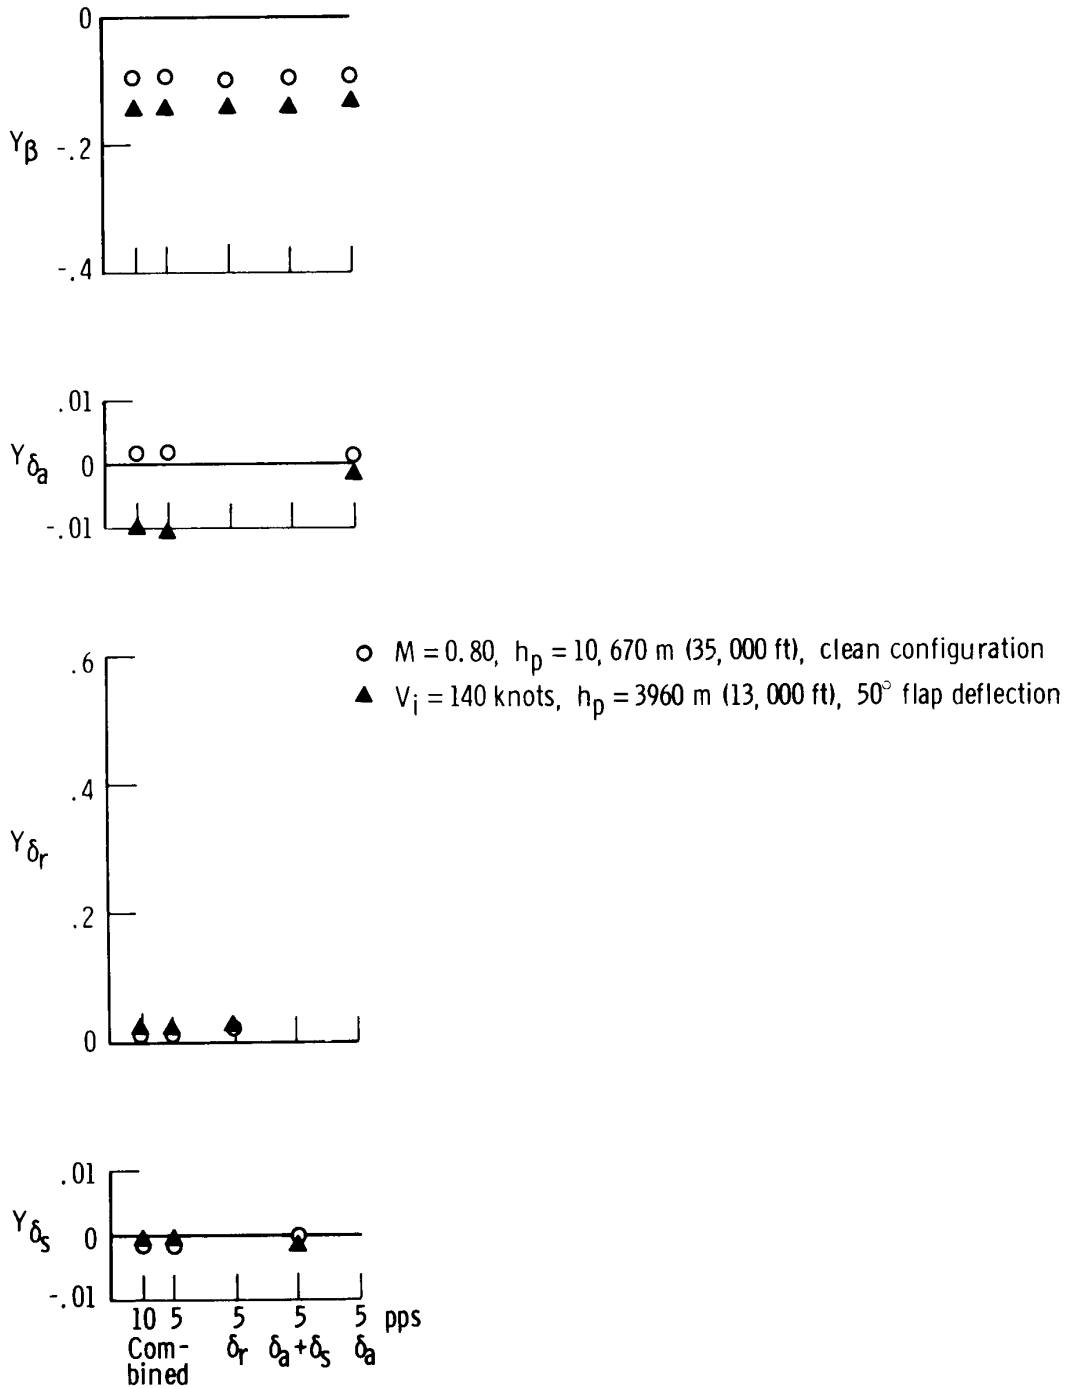 0
Yβ -.2
-.4
.01
Yδa 0
-.01
.6
○ M = 0.80, hp = 10,670 m (35,000 ft), clean configuration
▲ Vi = 140 knots, hp = 3960 m (13,000 ft), 50° flap deflection
.4
Yδr
.2
0
.01
Yδs 0
-.01
10 5 5 5 5 pps
Com- δr δa+δs δa
bined